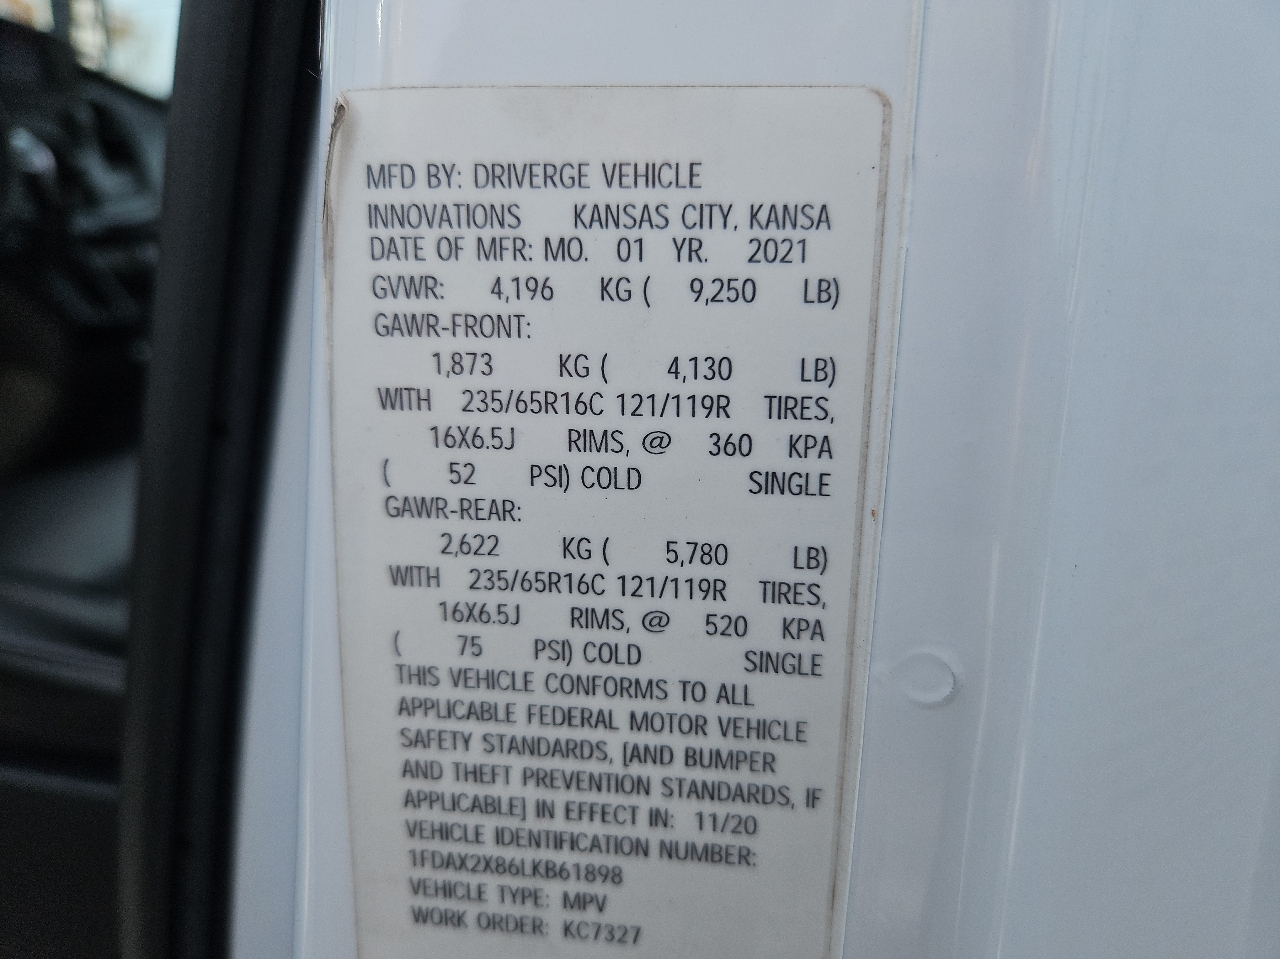 MFD BY: DRIVERGE VEHICLE
INNOVATIONS KANSAS CITY, KANSA
DATE OF MFR: MO. 01 YR. 2021
GVWR: 4,196 KG ( 9,250 LB)
GAWR-FRONT:
1,873 KG ( 4,130 LB)
WITH 235/65R16C 121/119R TIRES,
16X6.5J RIMS, @ 360 KPA
( 52 PSI) COLD SINGLE
GAWR-REAR:
2,622 KG ( 5,780 LB)
WITH 235/65R16C 121/119R TIRES,
16X6.5J RIMS, @ 520 KPA
( 75 PSI) COLD SINGLE
THIS VEHICLE CONFORMS TO ALL
APPLICABLE FEDERAL MOTOR VEHICLE
SAFETY STANDARDS, [AND BUMPER
AND THEFT PREVENTION STANDARDS, IF
APPLICABLE] IN EFFECT IN: 11/20
VEHICLE IDENTIFICATION NUMBER:
1FDAX2X86LKB61898
VEHICLE TYPE: MPV
WORK ORDER: KC7327